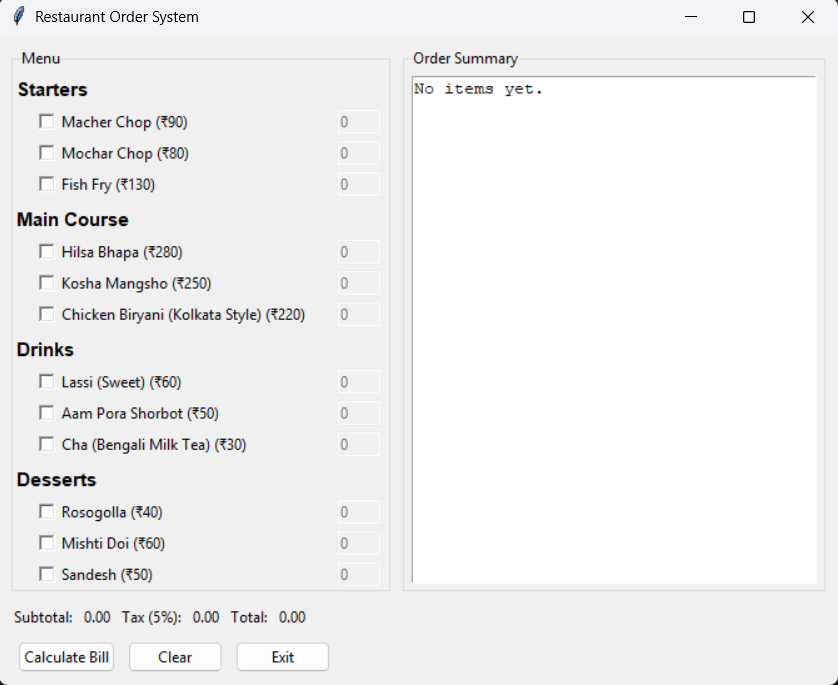 Restaurant Order System
Menu
Starters
Macher Chop (₹90) 0
Mochar Chop (₹80) 0
Fish Fry (₹130) 0
Main Course
Hilsa Bhapa (₹280) 0
Kosha Mangsho (₹250) 0
Chicken Biryani (Kolkata Style) (₹220) 0
Drinks
Lassi (Sweet) (₹60) 0
Aam Pora Shorbot (₹50) 0
Cha (Bengali Milk Tea) (₹30) 0
Desserts
Rosogolla (₹40) 0
Mishti Doi (₹60) 0
Sandesh (₹50) 0
Order Summary
No items yet.
Subtotal: 0.00 Tax (5%): 0.00 Total: 0.00
Calculate Bill Clear Exit